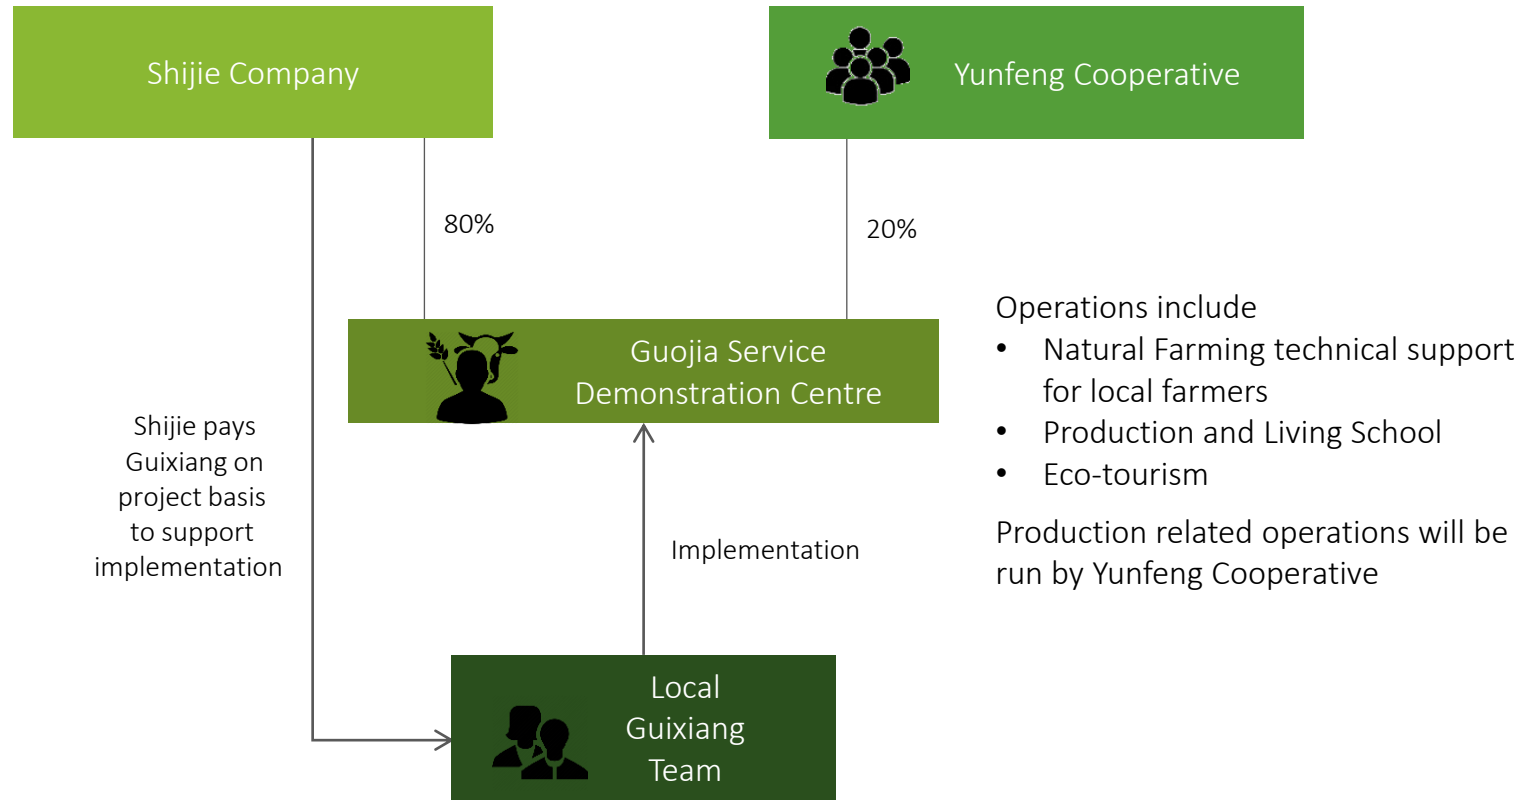 Shijie Company
Yunfeng Cooperative
80%
20%
Guojia Service
Demonstration Centre
Operations include
• Natural Farming technical support
for local farmers
• Production and Living School
• Eco-tourism
Production related operations will be
run by Yunfeng Cooperative
Shijie pays
Guixiang on
project basis
to support
implementation
Implementation
Local
Guixiang
Team